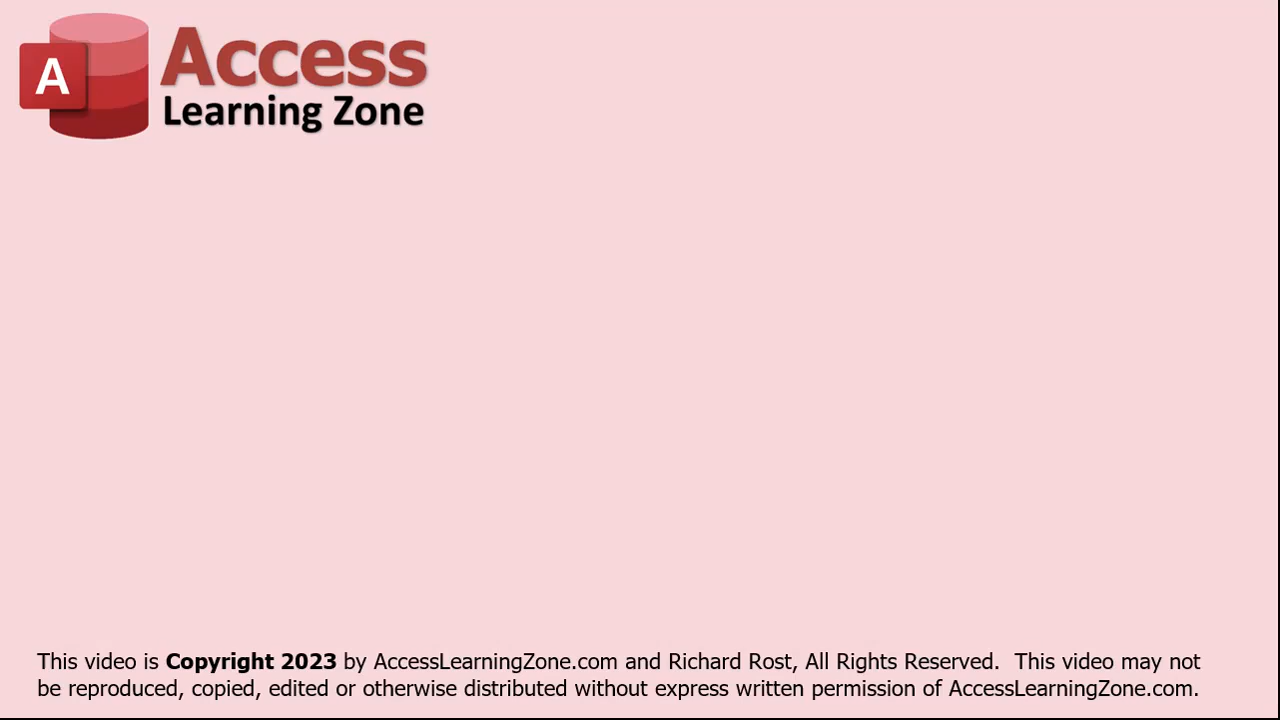 A
Access
Learning Zone
This video is Copyright 2023 by AccessLearningZone.com and Richard Rost, All Rights Reserved.  This video may not
be reproduced, copied, edited or otherwise distributed without express written permission of AccessLearningZone.com.